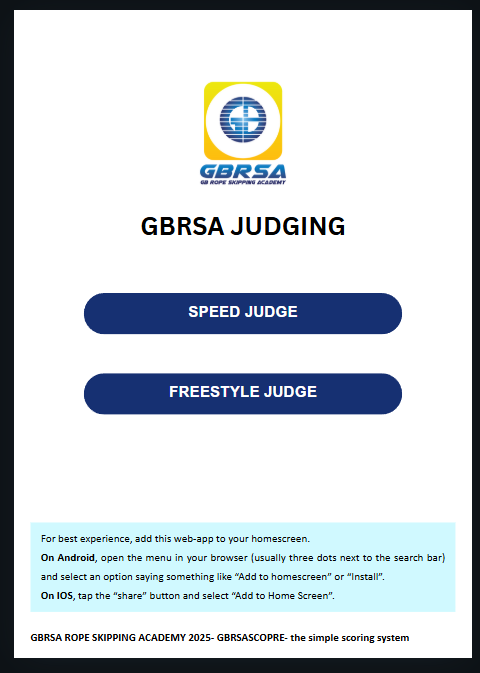 GBRSA
GB ROPE SKIPPING ACADEMY
GBRSA JUDGING
SPEED JUDGE
FREESTYLE JUDGE
For best experience, add this web-app to your homescreen.
On Android, open the menu in your browser (usually three dots next to the search bar)
and select an option saying something like “Add to homescreen” or “Install”.
On IOS, tap the “share” button and select “Add to Home Screen”.
GBRSA ROPE SKIPPING ACADEMY 2025- GBRSASCOPRE- the simple scoring system